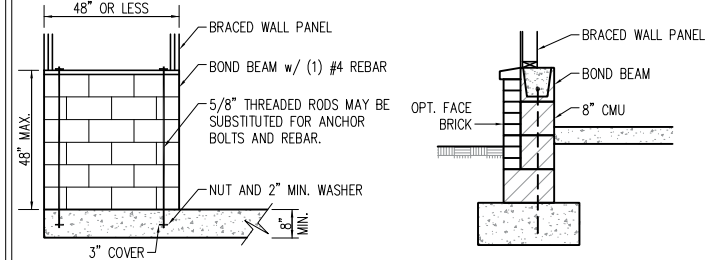 48" OR LESS
BRACED WALL PANEL
BOND BEAM w/ (1) #4 REBAR
5/8" THREADED RODS MAY BE
SUBSTITUTED FOR ANCHOR
BOLTS AND REBAR.
48" MAX.
NUT AND 2" MIN. WASHER
8"
MIN.
3" COVER
BRACED WALL PANEL
BOND BEAM
8" CMU
OPT. FACE
BRICK